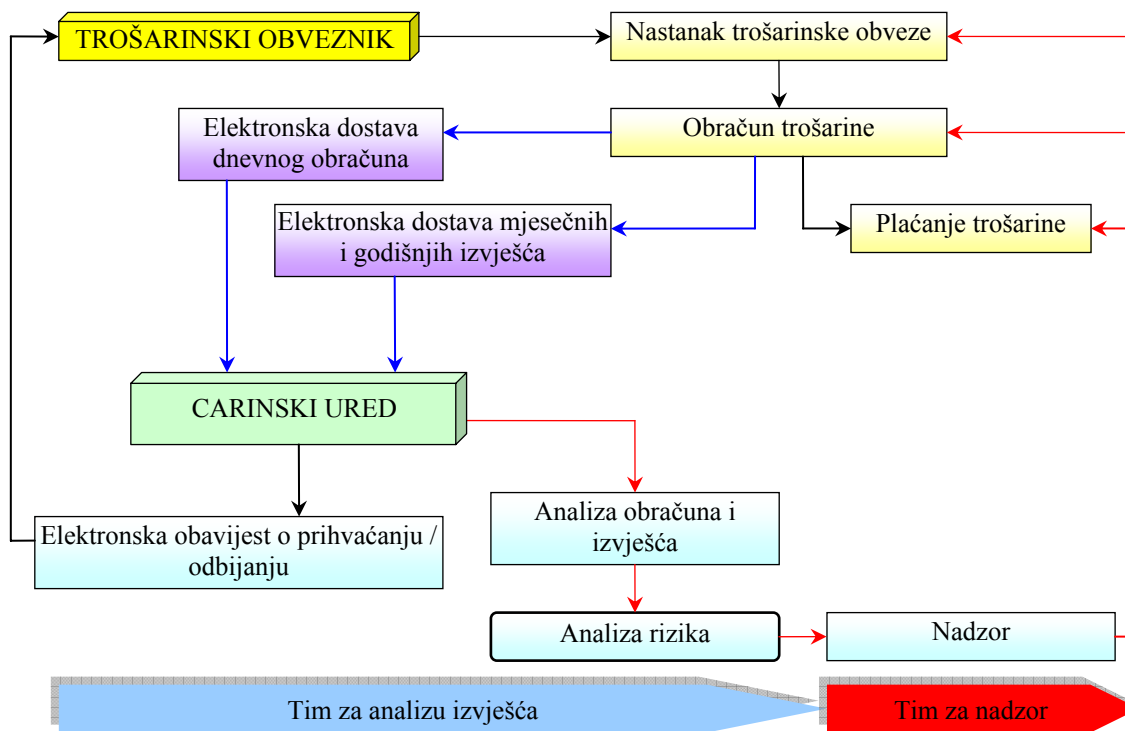 TROŠARINSKI OBVEZNIK
Nastanak trošarinske obveze
Elektronska dostava
dnevnog obračuna
Obračun trošarine
Elektronska dostava mjesečnih
i godišnjih izvješća
Plaćanje trošarine
CARINSKI URED
Elektronska obavijest o prihvaćanju /
odbijanju
Analiza obračuna i
izvješća
Analiza rizika
Nadzor
Tim za analizu izvješća
Tim za nadzor